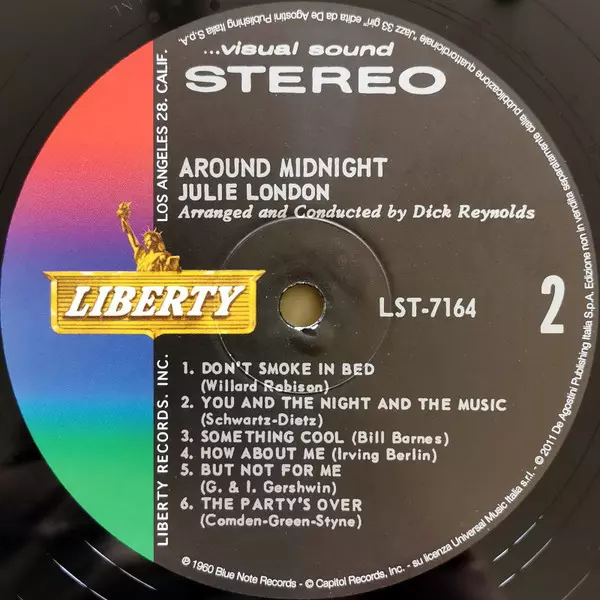 ...visual sound
STEREO
AROUND MIDNIGHT
JULIE LONDON
Arranged and Conducted by Dick Reynolds
LOS ANGELES 28. CALIF.
LIBERTY
LIBERTY RECORDS. INC.
LST-7164
2
1. DON'T SMOKE IN BED
(Willard Robison)
2. YOU AND THE NIGHT AND THE MUSIC
(Schwartz-Dietz)
3. SOMETHING COOL (Bill Barnes)
4. HOW ABOUT ME (Irving Berlin)
5. BUT NOT FOR ME
(G. & I. Gershwin)
6. THE PARTY'S OVER
(Comden-Green-Styne)
℗ 1960 Blue Note Records - © Capitol Records, Inc. - su licenza Universal Music Italia s.r.l. - © 2011 De Agostini Publishing Italia S.p.A. Edizione non in vendita separatamente dalla pubblicazione quattordicinale "Jazz 33 giri" edita da De Agostini Publishing Italia S.p.A.